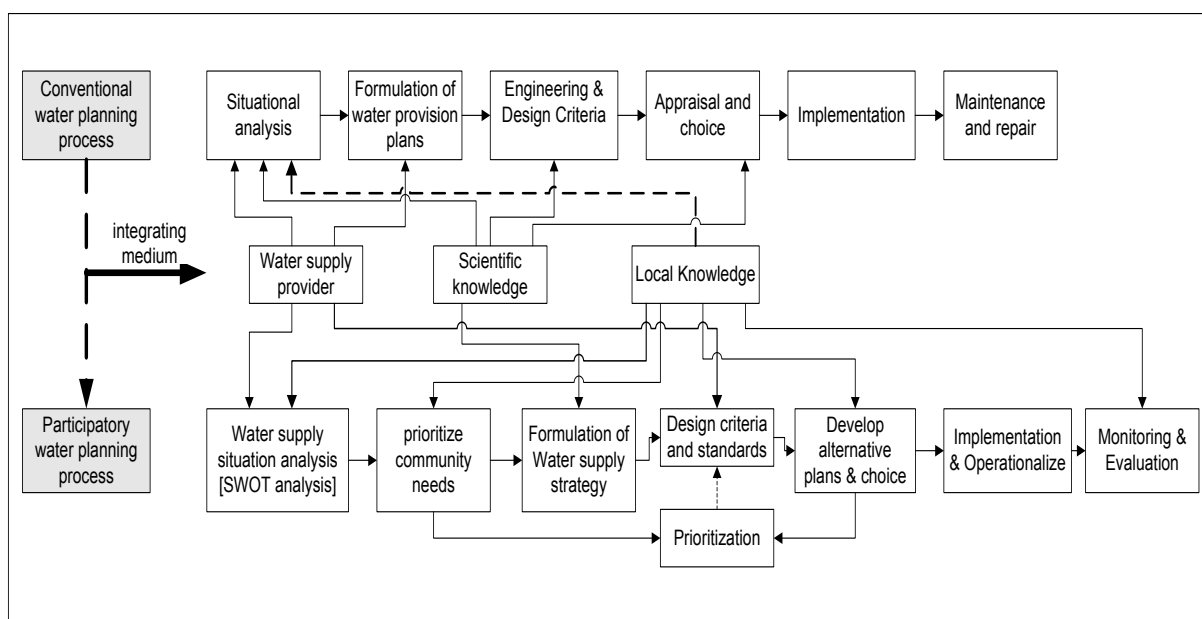 Conventional
water planning
process
Situational
analysis
Formulation of
water provision
plans
Engineering &
Design Criteria
Appraisal and
choice
Implementation
Maintenance
and repair
integrating
medium
Water supply
provider
Scientific
knowledge
Local Knowledge
Participatory
water planning
process
Water supply
situation analysis
[SWOT analysis]
prioritize
community
needs
Formulation of
Water supply
strategy
Design criteria
and standards
Develop
alternative
plans & choice
Implementation
& Operationalize
Monitoring &
Evaluation
Prioritization